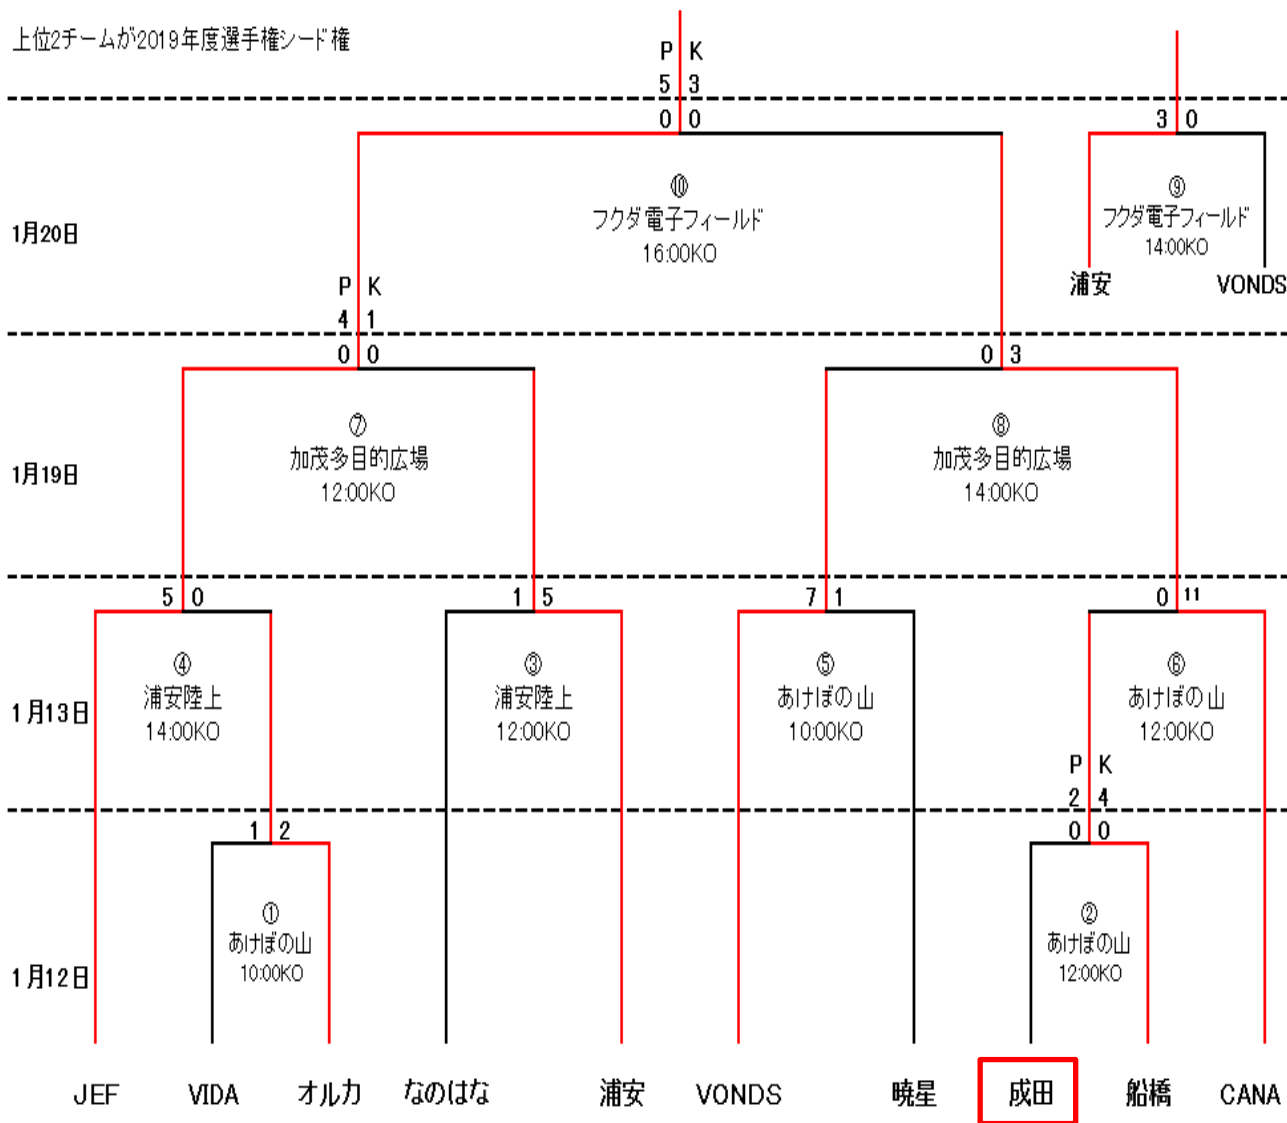 上位2チームが2019年度選手権シード権
P K
5 3
0 0
3 0
⑩
フクダ電子フィールド
16:00KO
⑨
フクダ電子フィールド
14:00KO
1月20日
浦安 VONDS
P K
4 1
0 0
0 3
⑦
加茂多目的広場
12:00KO
⑧
加茂多目的広場
14:00KO
1月19日
5 0
1 5
7 1
0 11
④
浦安陸上
14:00KO
③
浦安陸上
12:00KO
⑤
あけぼの山
10:00KO
⑥
あけぼの山
12:00KO
1月13日
P K
2 4
0 0
1 2
①
あけぼの山
10:00KO
②
あけぼの山
12:00KO
1月12日
JEF VIDA オルカ なのはな 浦安 VONDS 暁星 成田 船橋 CANA